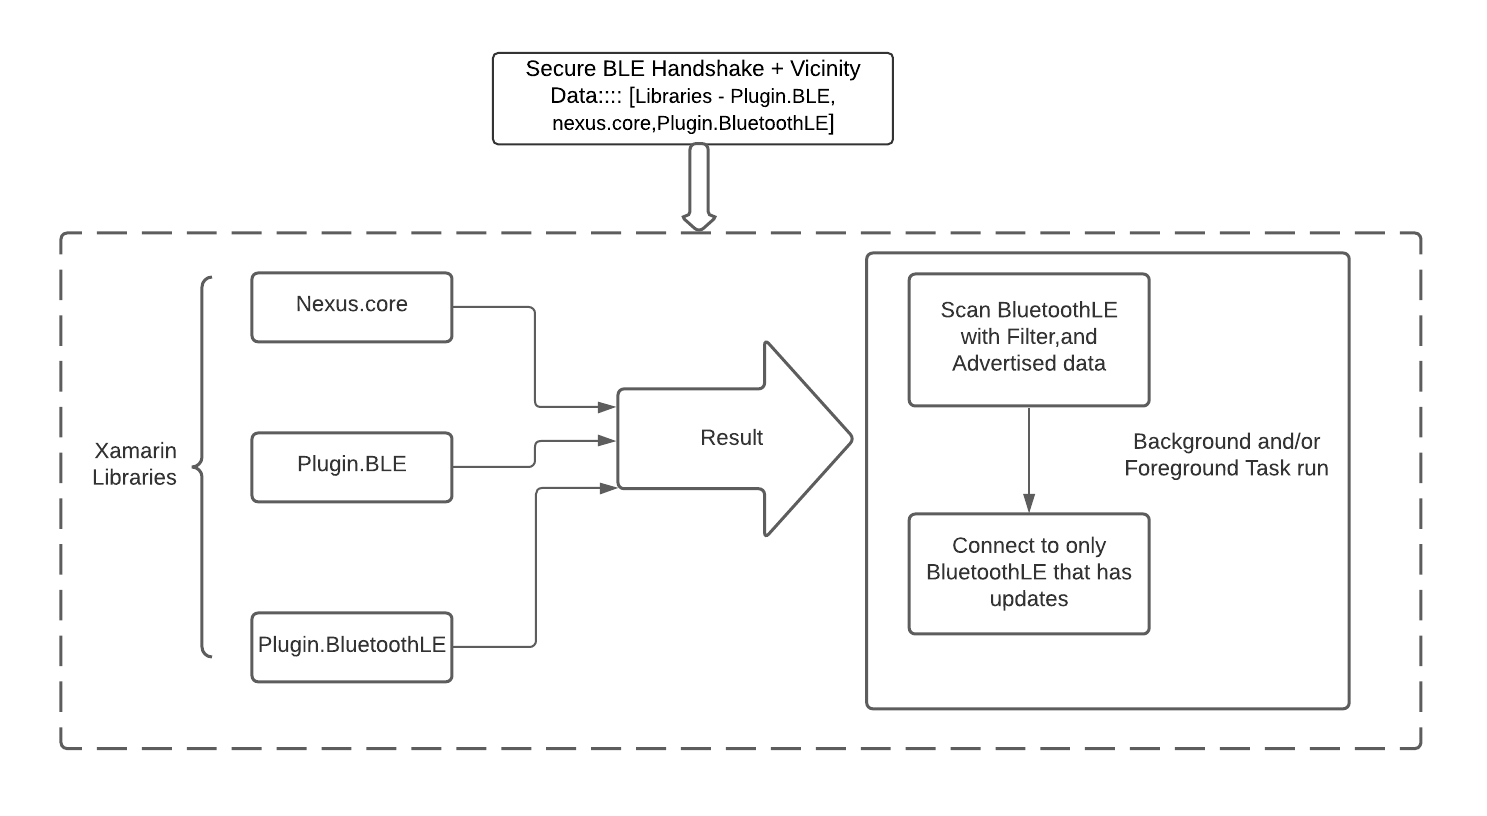 Secure BLE Handshake + Vicinity
Data:::: [Libraries - Plugin.BLE,
nexus.core,Plugin.BluetoothLE]
Xamarin
Libraries
Nexus.core
Plugin.BLE
Plugin.BluetoothLE
Result
Scan BluetoothLE
with Filter,and
Advertised data
Background and/or
Foreground Task run
Connect to only
BluetoothLE that has
updates